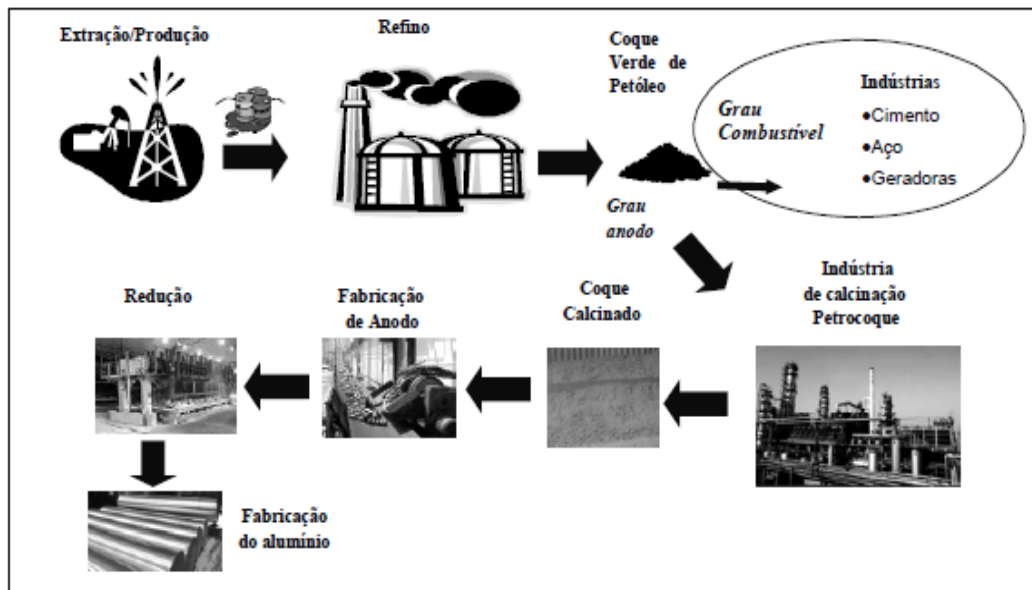 Extração/Produção
Refino
Coque
Verde de
Petóleo
Grau
Combustível
Indústrias
•Cimento
•Aço
•Geradoras
Grau
anodo
Redução
Fabricação
de Anodo
Coque
Calcinado
Indústria
de calcinação
Petrocoque
Fabricação
do alumínio